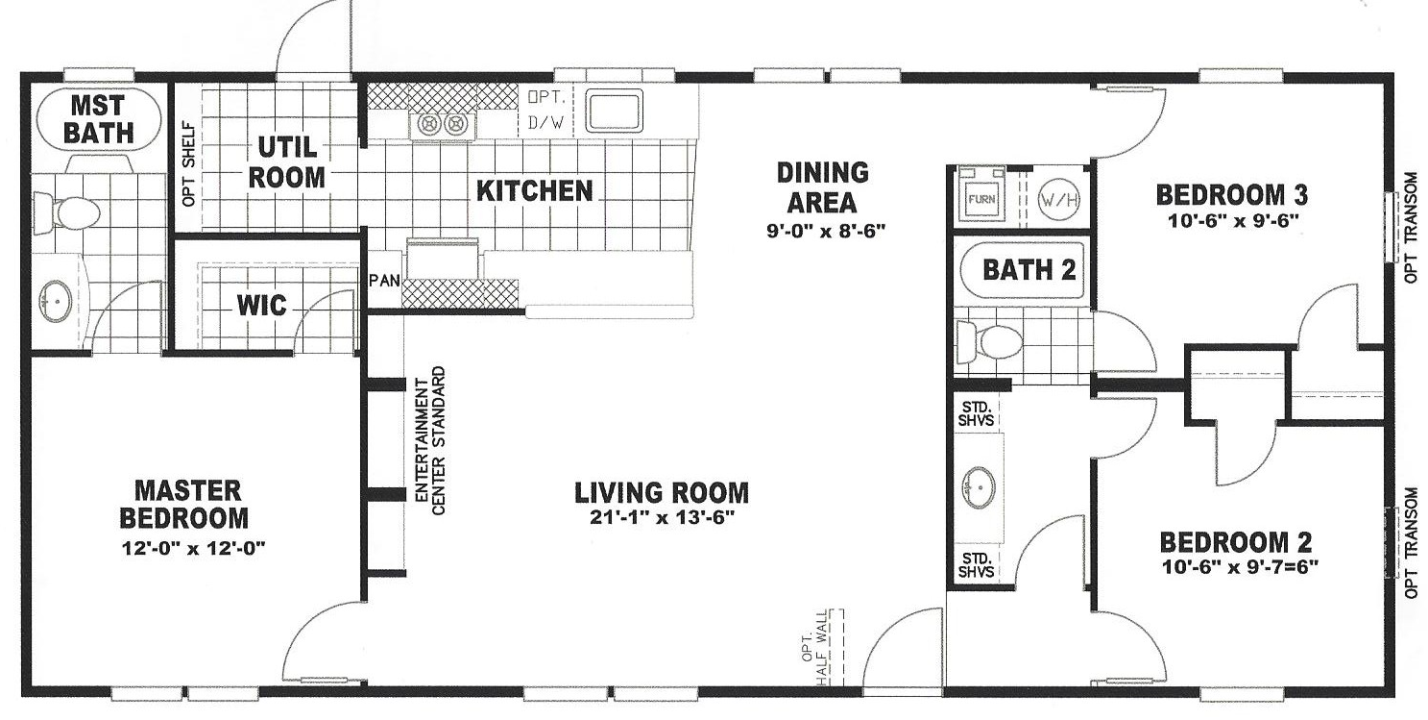 MST
BATH
OPT SHELF
UTIL
ROOM
OPT.
D/W
KITCHEN
DINING
AREA
9'-0" x 8'-6"
FURN
W/H
BEDROOM 3
10'-6" x 9'-6"
OPT TRANSOM
WIC
PAN
BATH 2
ENTERTAINMENT
CENTER STANDARD
STD.
SHVS
MASTER
BEDROOM
12'-0" x 12'-0"
LIVING ROOM
21'-1" x 13'-6"
STD.
SHVS
BEDROOM 2
10'-6" x 9'-7=6"
OPT TRANSOM
OPT.
HALF WALL